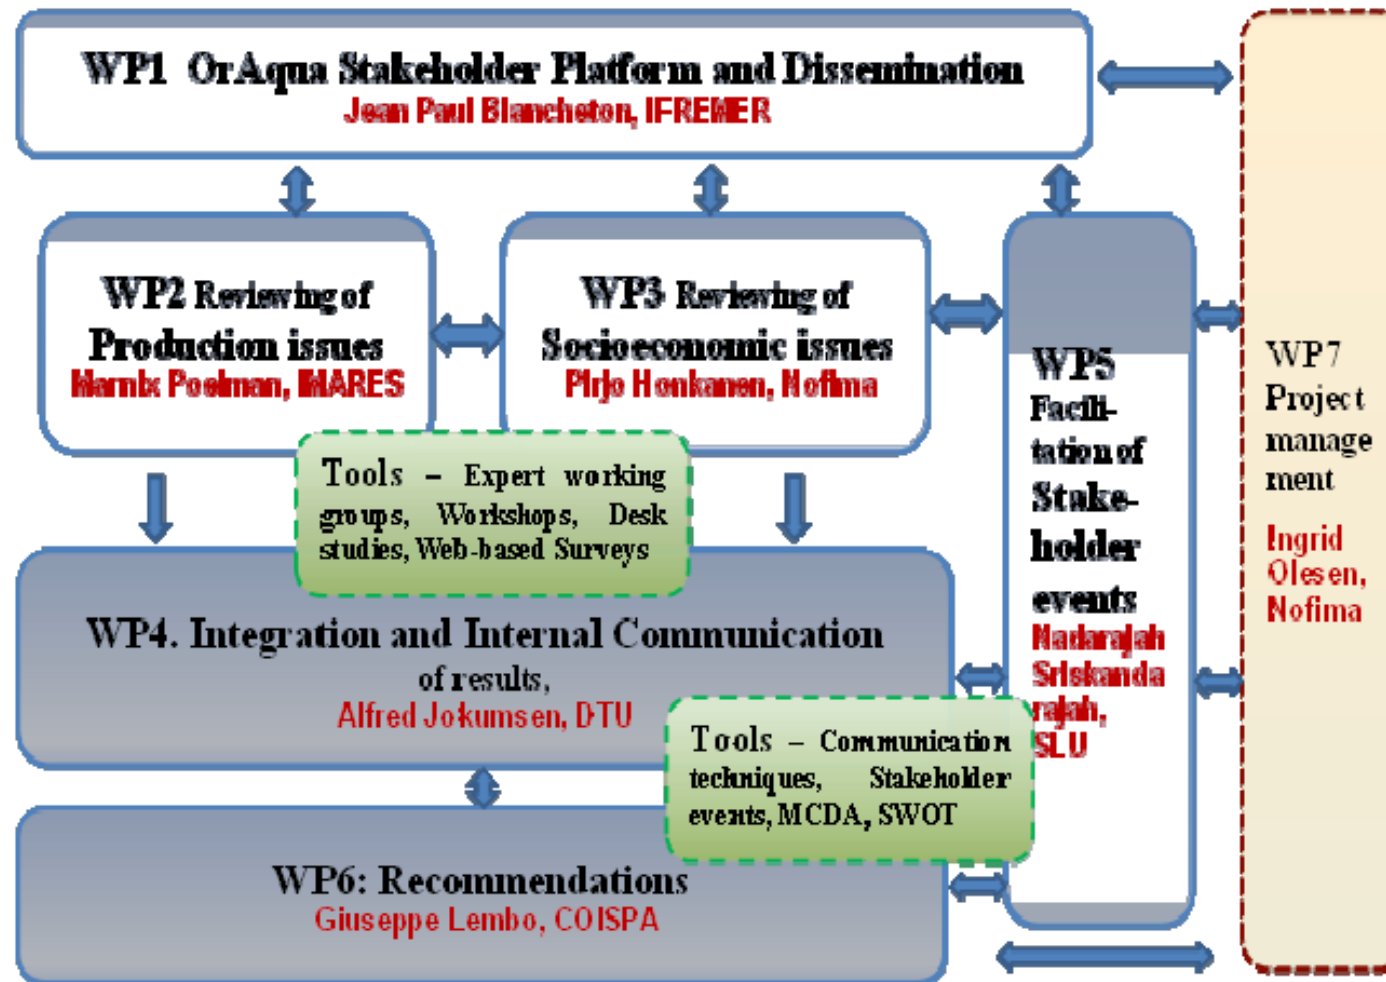 WP1 OrAqua Stakeholder Platform and Dissemination
Jean Paul Blancheton, IFREMER
WP2 Reviewing of
Production issues
Marnix Poelman, IMARES
WP3 Reviewing of
Socioeconomic issues
Pirjo Honkanen, Nofima
Tools – Expert working
groups, Workshops, Desk
studies, Web-based Surveys
WP4. Integration and Internal Communication
of results,
Alfred Jokumsen, DTU
Tools – Communication
techniques, Stakeholder
events, MCDA, SWOT
WP6: Recommendations
Giuseppe Lembo, COISPA
WP5
Facili-
tation of
Stake-
holder
events
Nadarajah
Sriskanda
rajah,
SLU
WP7
Project
manage
ment
Ingrid
Olesen,
Nofima